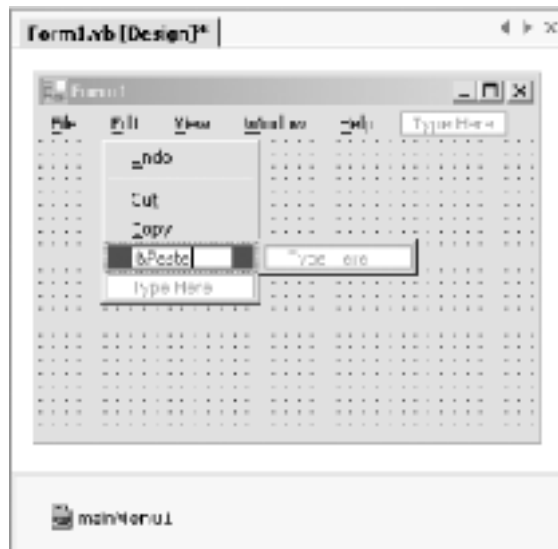 Form1.vb [Design]*
Form1
File Edit View Window Help Type Here
Undo
Cut
Copy
&Paste Type Here
Type Here
mainMenu1